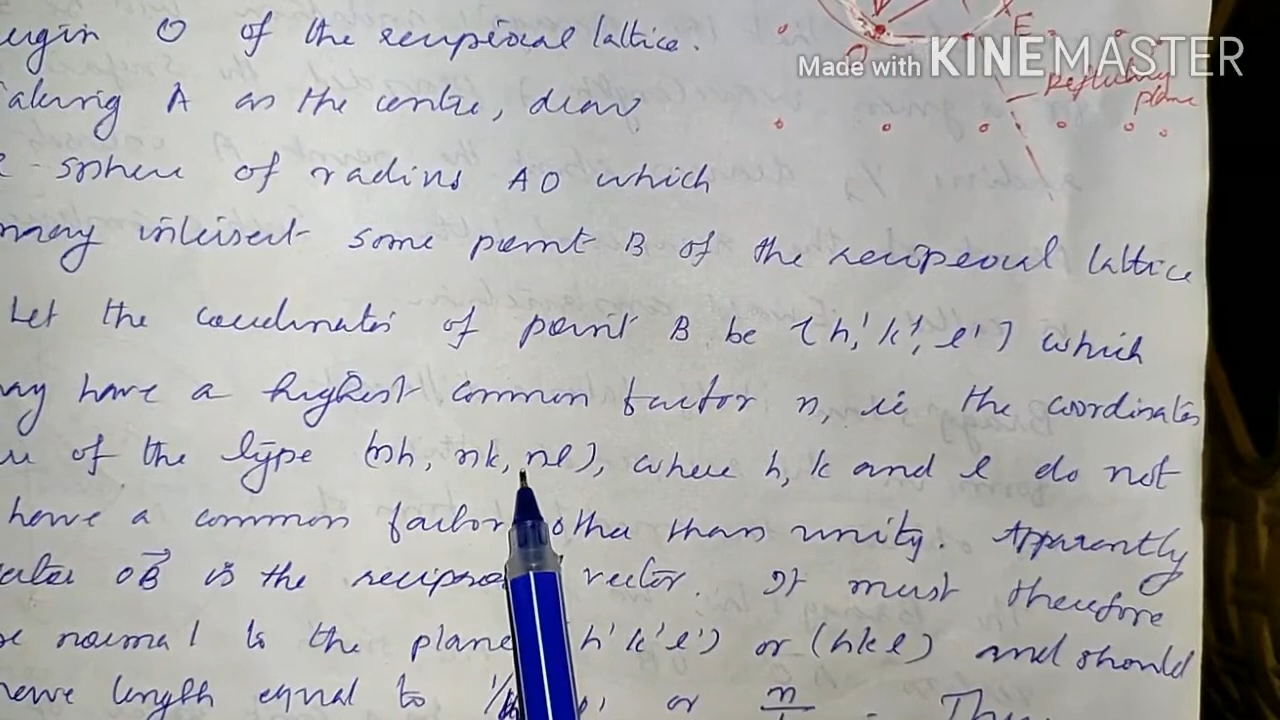 origin O of the reciprocal lattice.
Made with KINEMASTER
E
O
Reflecting
plane
Taking A as the centre, draw
sphere of radius AO which
may intersect some point B of the reciprocal lattice
Let the coordinates of point B be (h', k', l') which
may have a highest common factor n, ie the coordinates
of the type (nh, nk, nl), where h, k and l do not
have a common factor other than unity. Apparently
OB is the reciprocal vector. It must therefore
be normal to the plane (h'k'l') or (hkl) and should
have length equal to or n